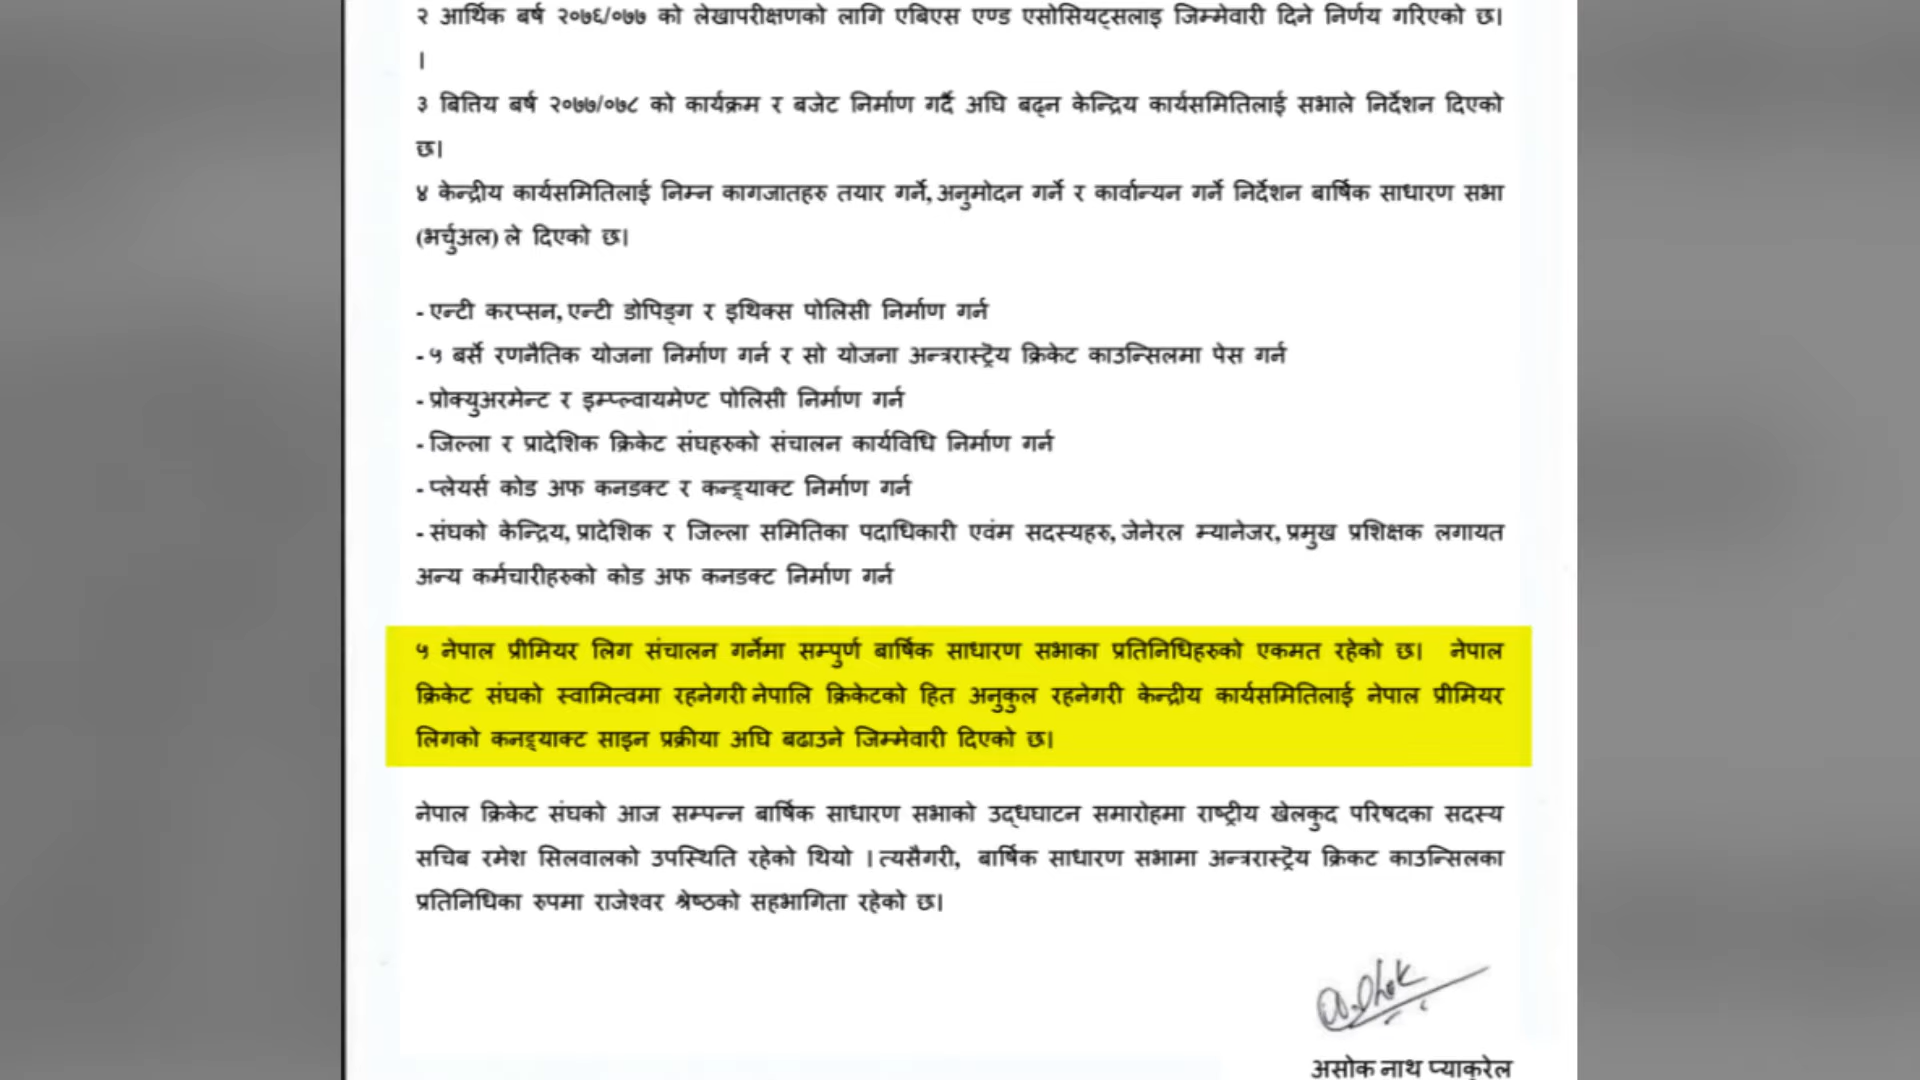 २ आर्थिक बर्ष २०७६/०७७ को लेखापरीक्षणको लागि एबिएस एण्ड एसोसियट्सलाइ जिम्मेवारी दिने निर्णय गरिएको छ।
।
३ बित्तिय बर्ष २०७७/०७८ को कार्यक्रम र बजेट निर्माण गर्दै अघि बढ्न केन्द्रिय कार्यसमितिलाई सभाले निर्देशन दिएको
छ।
४ केन्द्रीय कार्यसमितिलाई निम्न कागजातहरु तयार गर्ने, अनुमोदन गर्ने र कार्वान्यन गर्ने निर्देशन बार्षिक साधारण सभा
(भर्चुअल) ले दिएको छ।
- एन्टी करप्सन, एन्टी डोपिङ्ग र इथिक्स पोलिसी निर्माण गर्न
- ५ बर्से रणनैतिक योजना निर्माण गर्न र सो योजना अन्त्रास्ट्रॆय क्रिकेट काउन्सिलमा पेस गर्न
- प्रोक्युअरमेन्ट र इम्प्ल्वायमेण्ट पोलिसी निर्माण गर्न
- जिल्ला र प्रादेशिक क्रिकेट संघहरुको संचालन कार्यविधि निर्माण गर्न
- प्लेयर्स कोड अफ कनडक्ट र कन्ड्र्याक्ट निर्माण गर्न
- संघको केन्द्रिय, प्रादेशिक र जिल्ला समितिका पदाधिकारी एवंम सदस्यहरु, जेनेरल म्यानेजर, प्रमुख प्रशिक्षक लगायत
अन्य कर्मचारीहरुको कोड अफ कनडक्ट निर्माण गर्न
५ नेपाल प्रीमियर लिग संचालन गर्नेमा सम्पुर्ण बार्षिक साधारण सभाका प्रतिनिधिहरुको एकमत रहेको छ। नेपाल
क्रिकेट संघको स्वामित्वमा रहनेगरी नेपालि क्रिकेटको हित अनुकुल रहनेगरी केन्द्रीय कार्यसमितिलाई नेपाल प्रीमियर
लिगको कनड्र्याक्ट साइन प्रक्रीया अघि बढाउने जिम्मेवारी दिएको छ।
नेपाल क्रिकेट संघको आज सम्पन्न बार्षिक साधारण सभाको उद्धघाटन समारोहमा राष्ट्रीय खेलकुद परिषदका सदस्य
सचिब रमेश सिलवालको उपस्थिति रहेको थियो । त्यसैगरी, बार्षिक साधारण सभामा अन्त्रास्ट्रॆय क्रिकट काउन्सिलका
प्रतिनिधिका रुपमा राजेश्वर श्रेष्ठको सहभागिता रहेको छ।
असोक नाथ प्याकुरेल